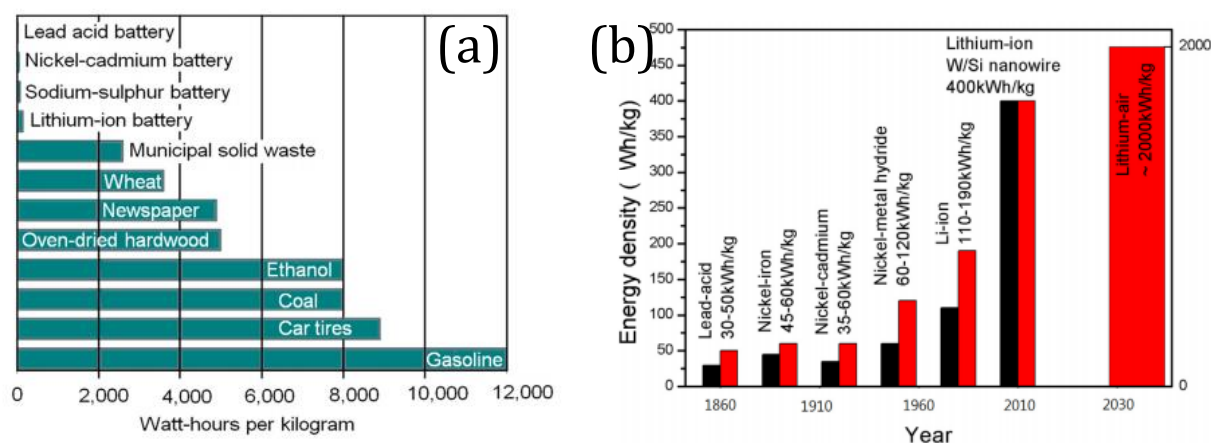 (a)
Lead acid battery
Nickel-cadmium battery
Sodium-sulphur battery
Lithium-ion battery
Municipal solid waste
Wheat
Newspaper
Oven-dried hardwood
Ethanol
Coal
Car tires
Gasoline
0 2,000 4,000 6,000 8,000 10,000 12,000
Watt-hours per kilogram
(b)
Energy density ( Wh/kg)
500
450
400
350
300
250
200
150
100
50
0
Lead-acid
30-50kWh/kg
Nickel-iron
45-60kWh/kg
Nickel-cadmium
35-60kWh/kg
Nickel-metal hydride
60-120kWh/kg
Li-ion
110-190kWh/kg
Lithium-ion
W/Si nanowire
400kWh/kg
Lithium-air
~ 2000kWh/kg
2000
0
1860 1910 1960 2010 2030
Year